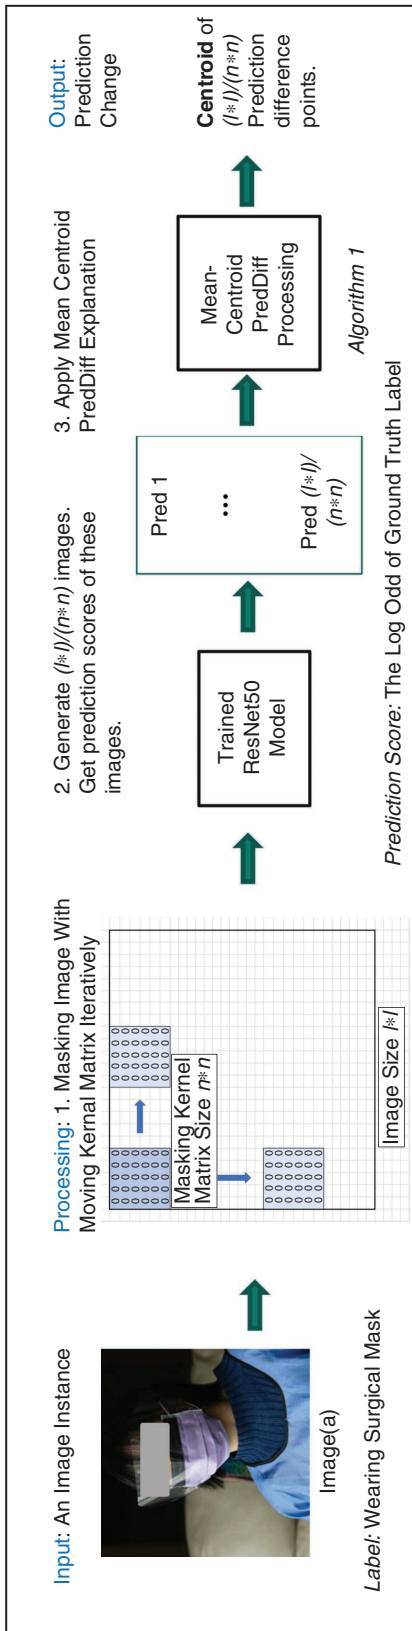 Input: An Image Instance
Image(a)
Label: Wearing Surgical Mask
Processing: 1. Masking Image With
Moving Kernal Matrix Iteratively
Masking Kernel
Matrix Size n*n
Image Size I*I
2. Generate (I*I)/(n*n) images.
Get prediction scores of these
images.
Trained
ResNet50
Model
Pred 1
...
Pred (I*I)/
(n*n)
Prediction Score: The Log Odd of Ground Truth Label
3. Apply Mean Centroid
PredDiff Explanation
Mean-
Centroid
PredDiff
Processing
Algorithm 1
Output:
Prediction
Change
Centroid of
(I*I)/(n*n)
Prediction
difference
points.